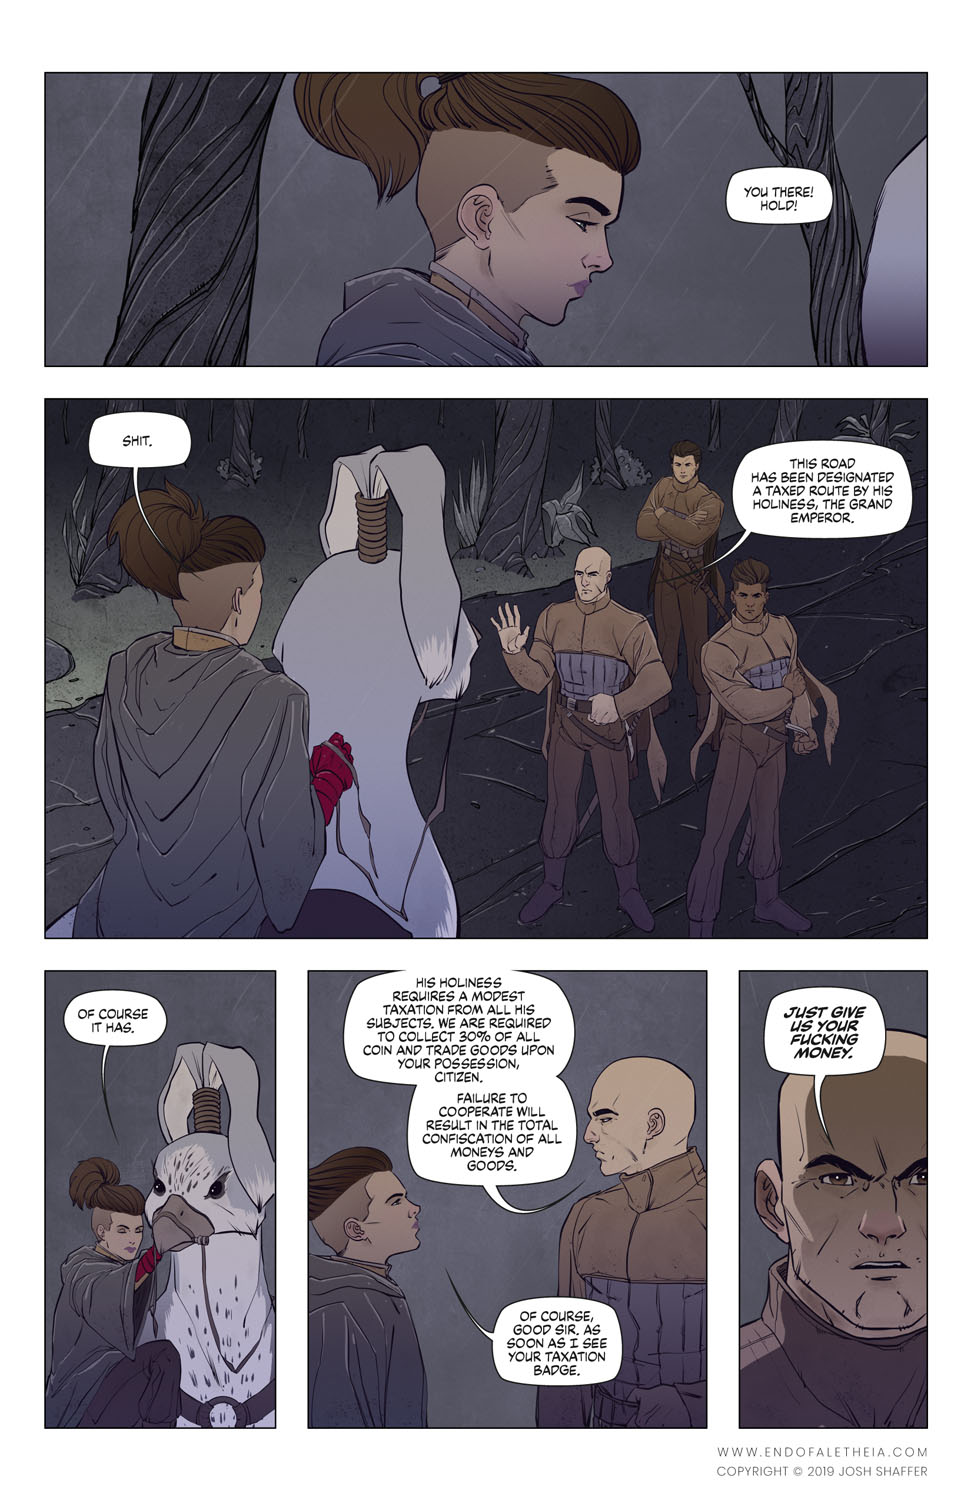 YOU THERE!
HOLD!
SHIT.
THIS ROAD
HAS BEEN DESIGNATED
A TAXED ROUTE BY HIS
HOLINESS, THE GRAND
EMPEROR.
OF COURSE
IT HAS.
HIS HOLINESS
REQUIRES A MODEST
TAXATION FROM ALL HIS
SUBJECTS. WE ARE REQUIRED
TO COLLECT 30% OF ALL
COIN AND TRADE GOODS UPON
YOUR POSSESSION,
CITIZEN.
FAILURE TO
COOPERATE WILL
RESULT IN THE TOTAL
CONFISCATION OF ALL
MONEYS AND
GOODS.
OF COURSE,
GOOD SIR. AS
SOON AS I SEE
YOUR TAXATION
BADGE.
JUST GIVE
US YOUR
FUCKING
MONEY.
WWW.ENDOFALETHEIA.COM
COPYRIGHT © 2019 JOSH SHAFFER